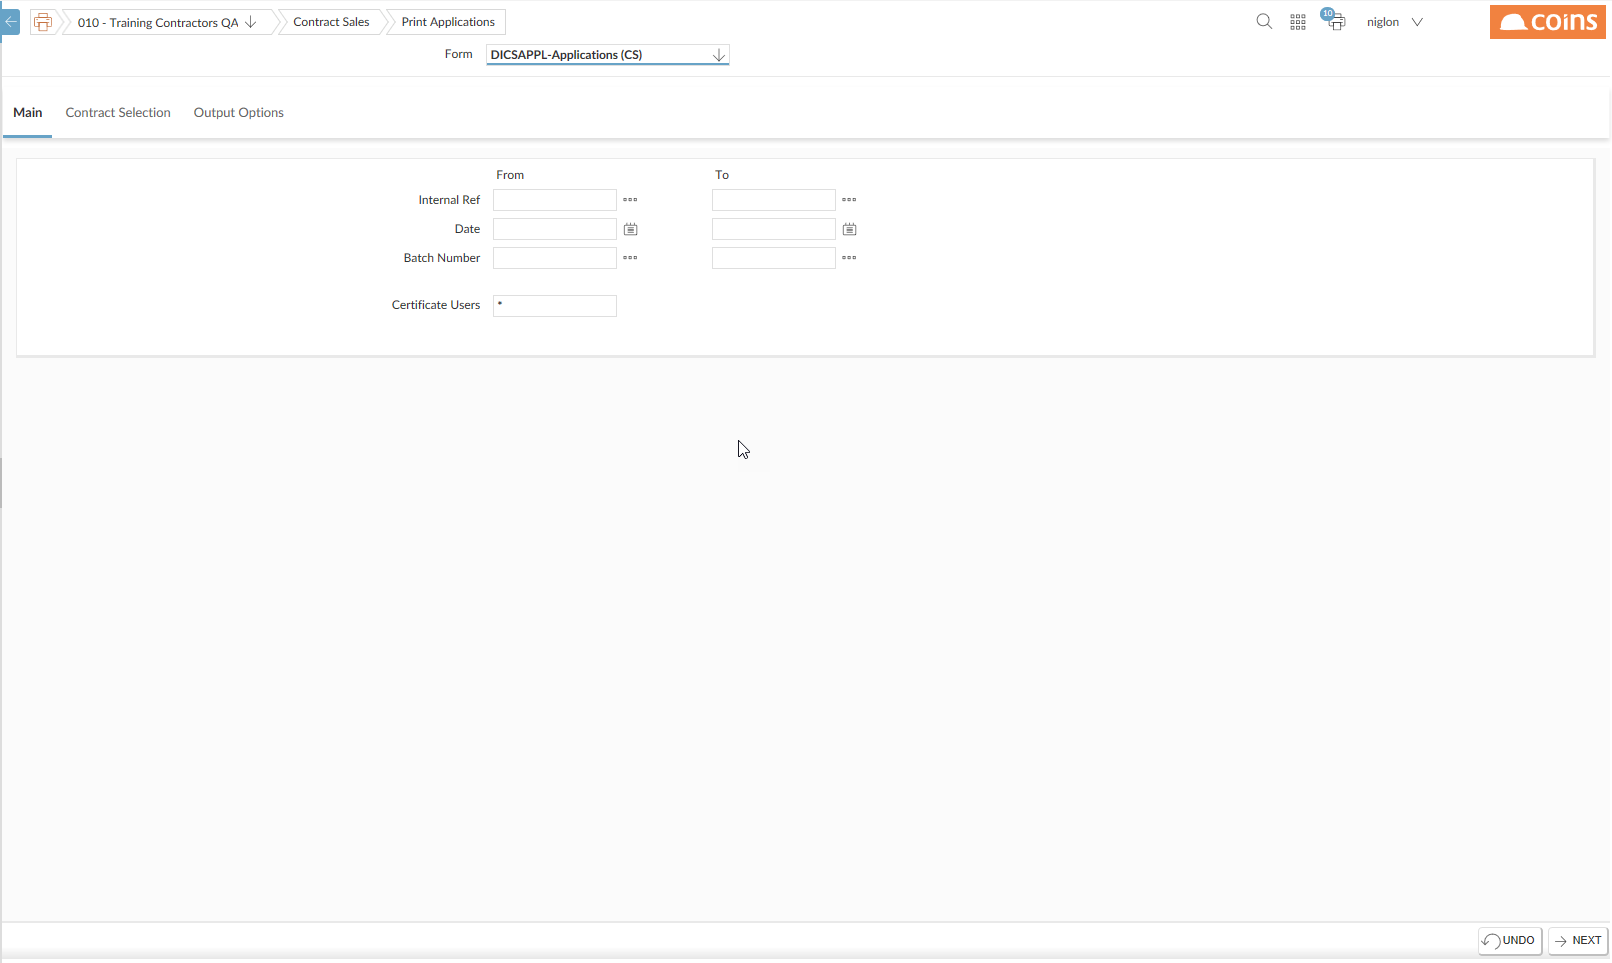 010 - Training Contractors QA
Contract Sales
Print Applications
10
niglon
coins
Form
DICSAPPL-Applications (CS)
Main
Contract Selection
Output Options
From
To
Internal Ref
Date
Batch Number
Certificate Users
*
UNDO
NEXT